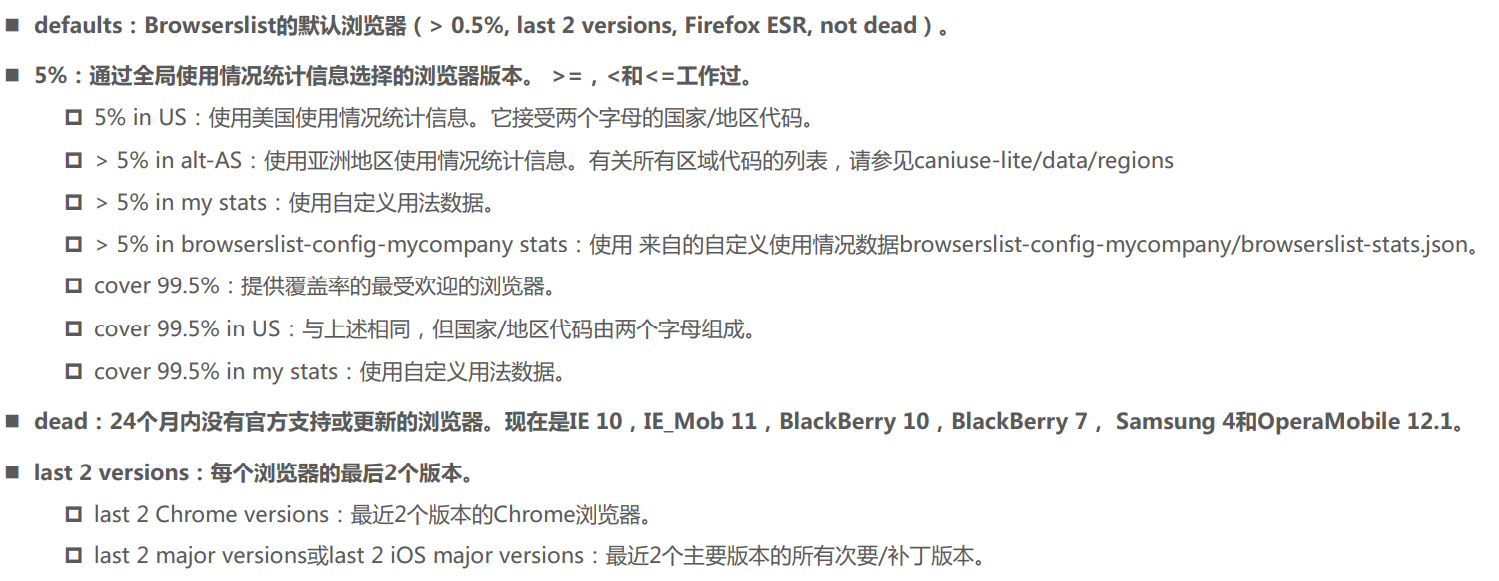 defaults：Browserslist的默认浏览器（> 0.5%, last 2 versions, Firefox ESR, not dead）。
5%：通过全局使用情况统计信息选择的浏览器版本。 >=，<和<=工作过。
5% in US：使用美国使用情况统计信息。它接受两个字母的国家/地区代码。
> 5% in alt-AS：使用亚洲地区使用情况统计信息。有关所有区域代码的列表，请参见caniuse-lite/data/regions
> 5% in my stats：使用自定义用法数据。
> 5% in browserslist-config-mycompany stats：使用 来自的自定义使用情况数据browserslist-config-mycompany/browserslist-stats.json。
cover 99.5%：提供覆盖率的最受欢迎的浏览器。
cover 99.5% in US：与上述相同，但国家/地区代码由两个字母组成。
cover 99.5% in my stats：使用自定义用法数据。
dead：24个月内没有官方支持或更新的浏览器。现在是IE 10，IE_Mob 11，BlackBerry 10，BlackBerry 7， Samsung 4和OperaMobile 12.1。
last 2 versions：每个浏览器的最后2个版本。
last 2 Chrome versions：最近2个版本的Chrome浏览器。
last 2 major versions或last 2 iOS major versions：最近2个主要版本的所有次要/补丁版本。